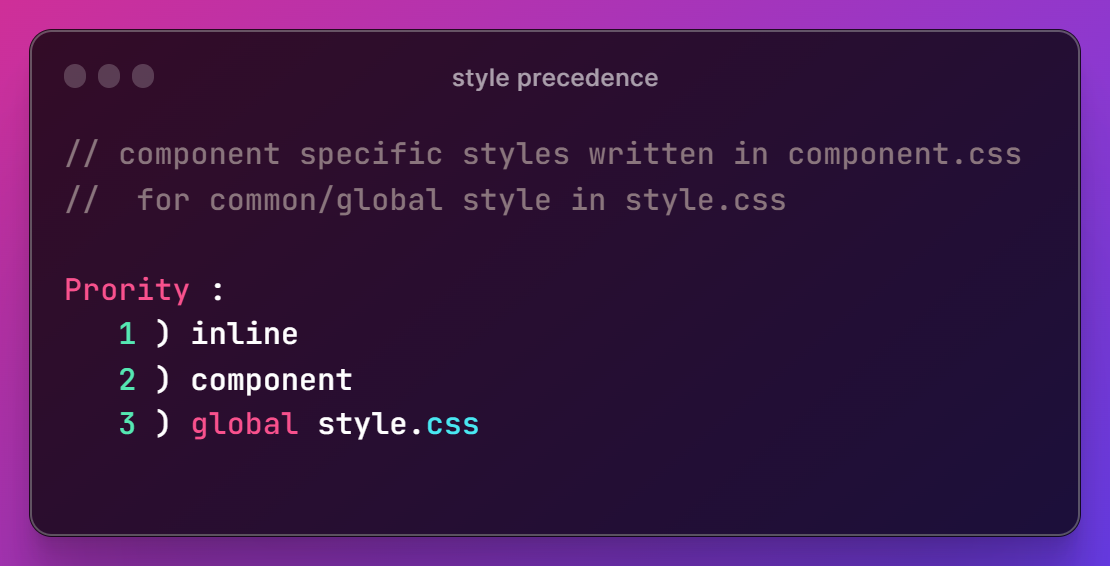 style precedence
// component specific styles written in component.css
//  for common/global style in style.css
Prority :
   1 ) inline
   2 ) component
   3 ) global style.css